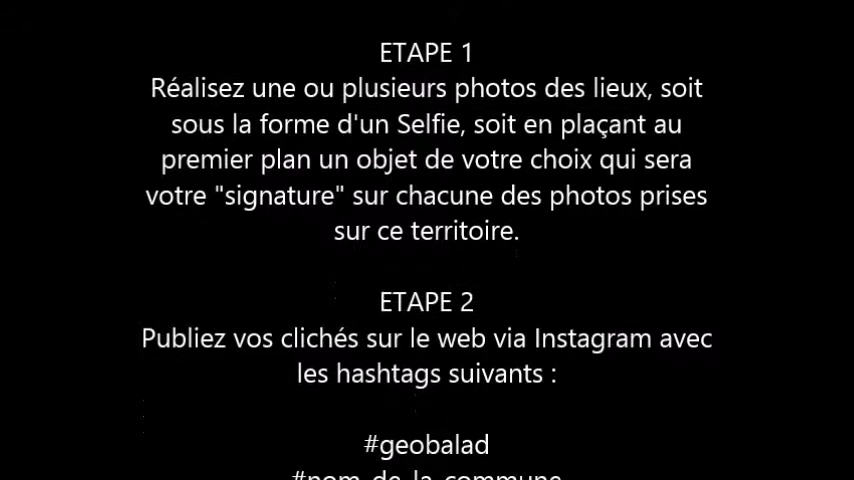 ETAPE 1
Réalisez une ou plusieurs photos des lieux, soit
sous la forme d'un Selfie, soit en plaçant au
premier plan un objet de votre choix qui sera
votre "signature" sur chacune des photos prises
sur ce territoire.
ETAPE 2
Publiez vos clichés sur le web via Instagram avec
les hashtags suivants :
#geobalad
#nom_de_la_commune